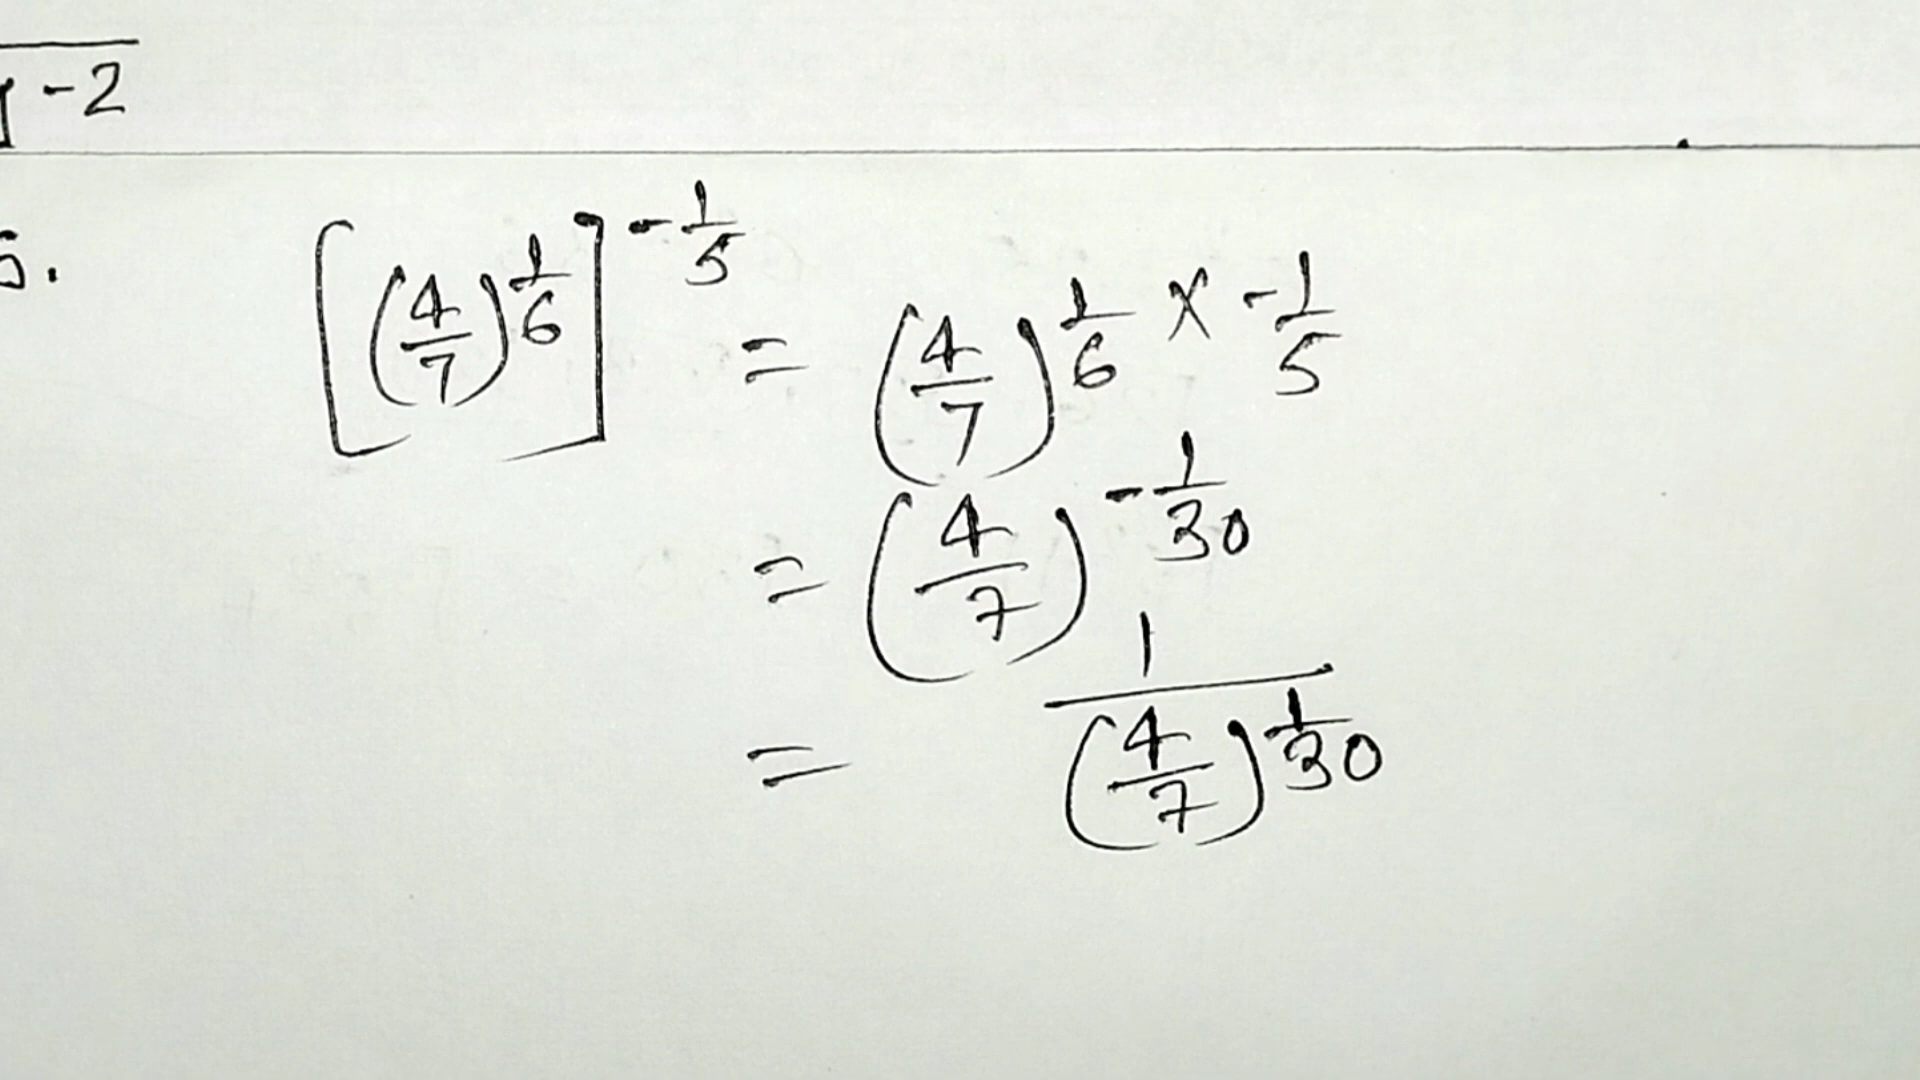 -2
5.
[(4/7)^(1/6)]^(-1/5) = (4/7)^(1/6 × -1/5)
= (4/7)^(-1/30)
= 1/(4/7)^(1/30)